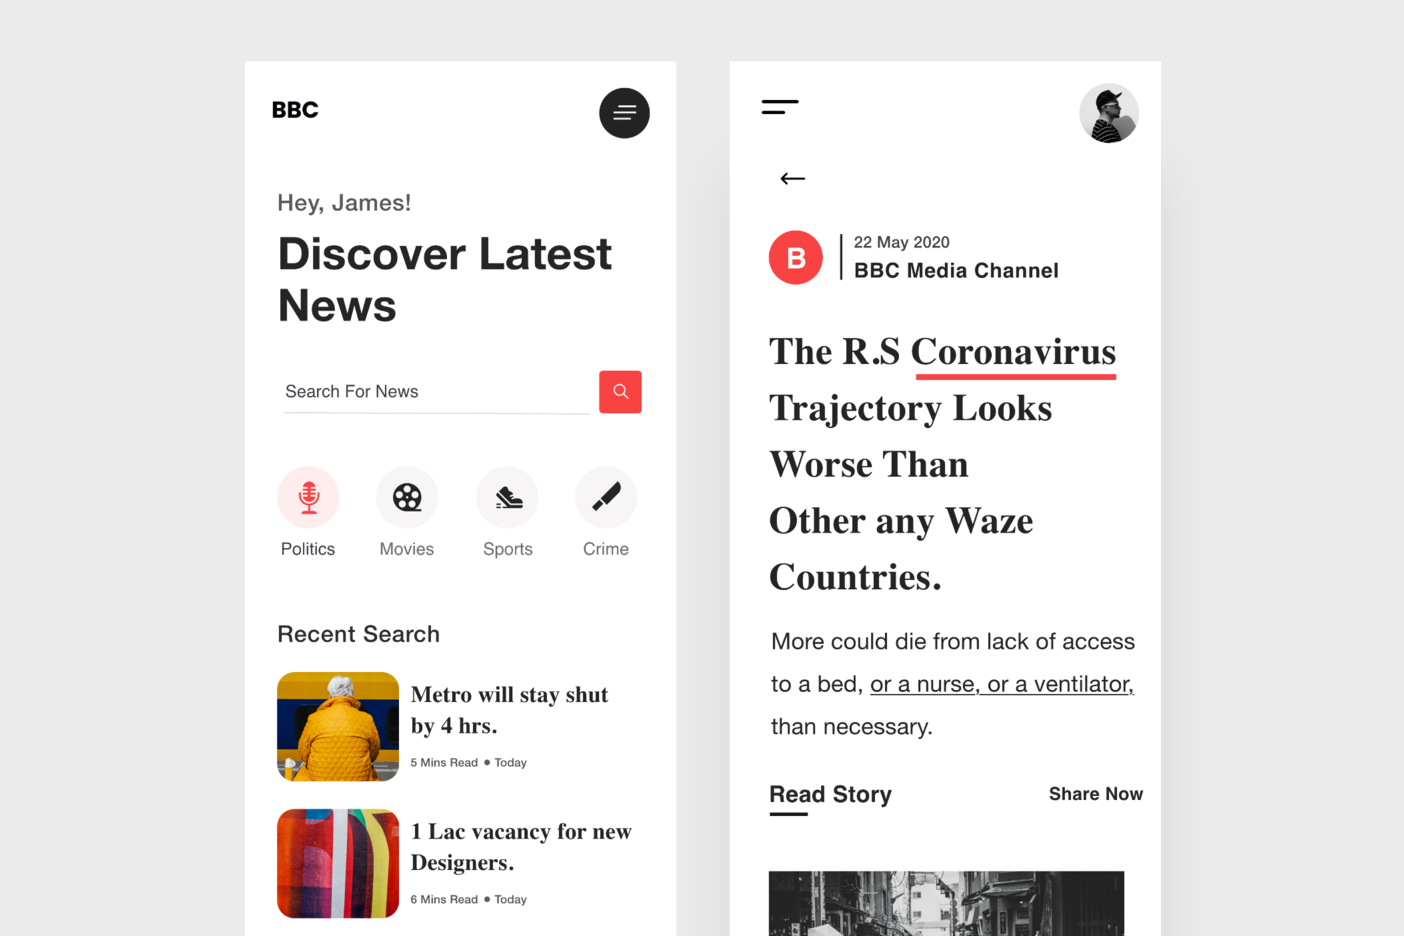 BBC
Hey, James!
Discover Latest
News
Search For News
Politics
Movies
Sports
Crime
Recent Search
Metro will stay shut
by 4 hrs.
5 Mins Read • Today
1 Lac vacancy for new
Designers.
6 Mins Read • Today
B
22 May 2020
BBC Media Channel
The R.S Coronavirus
Trajectory Looks
Worse Than
Other any Waze
Countries.
More could die from lack of access
to a bed, or a nurse, or a ventilator,
than necessary.
Read Story
Share Now